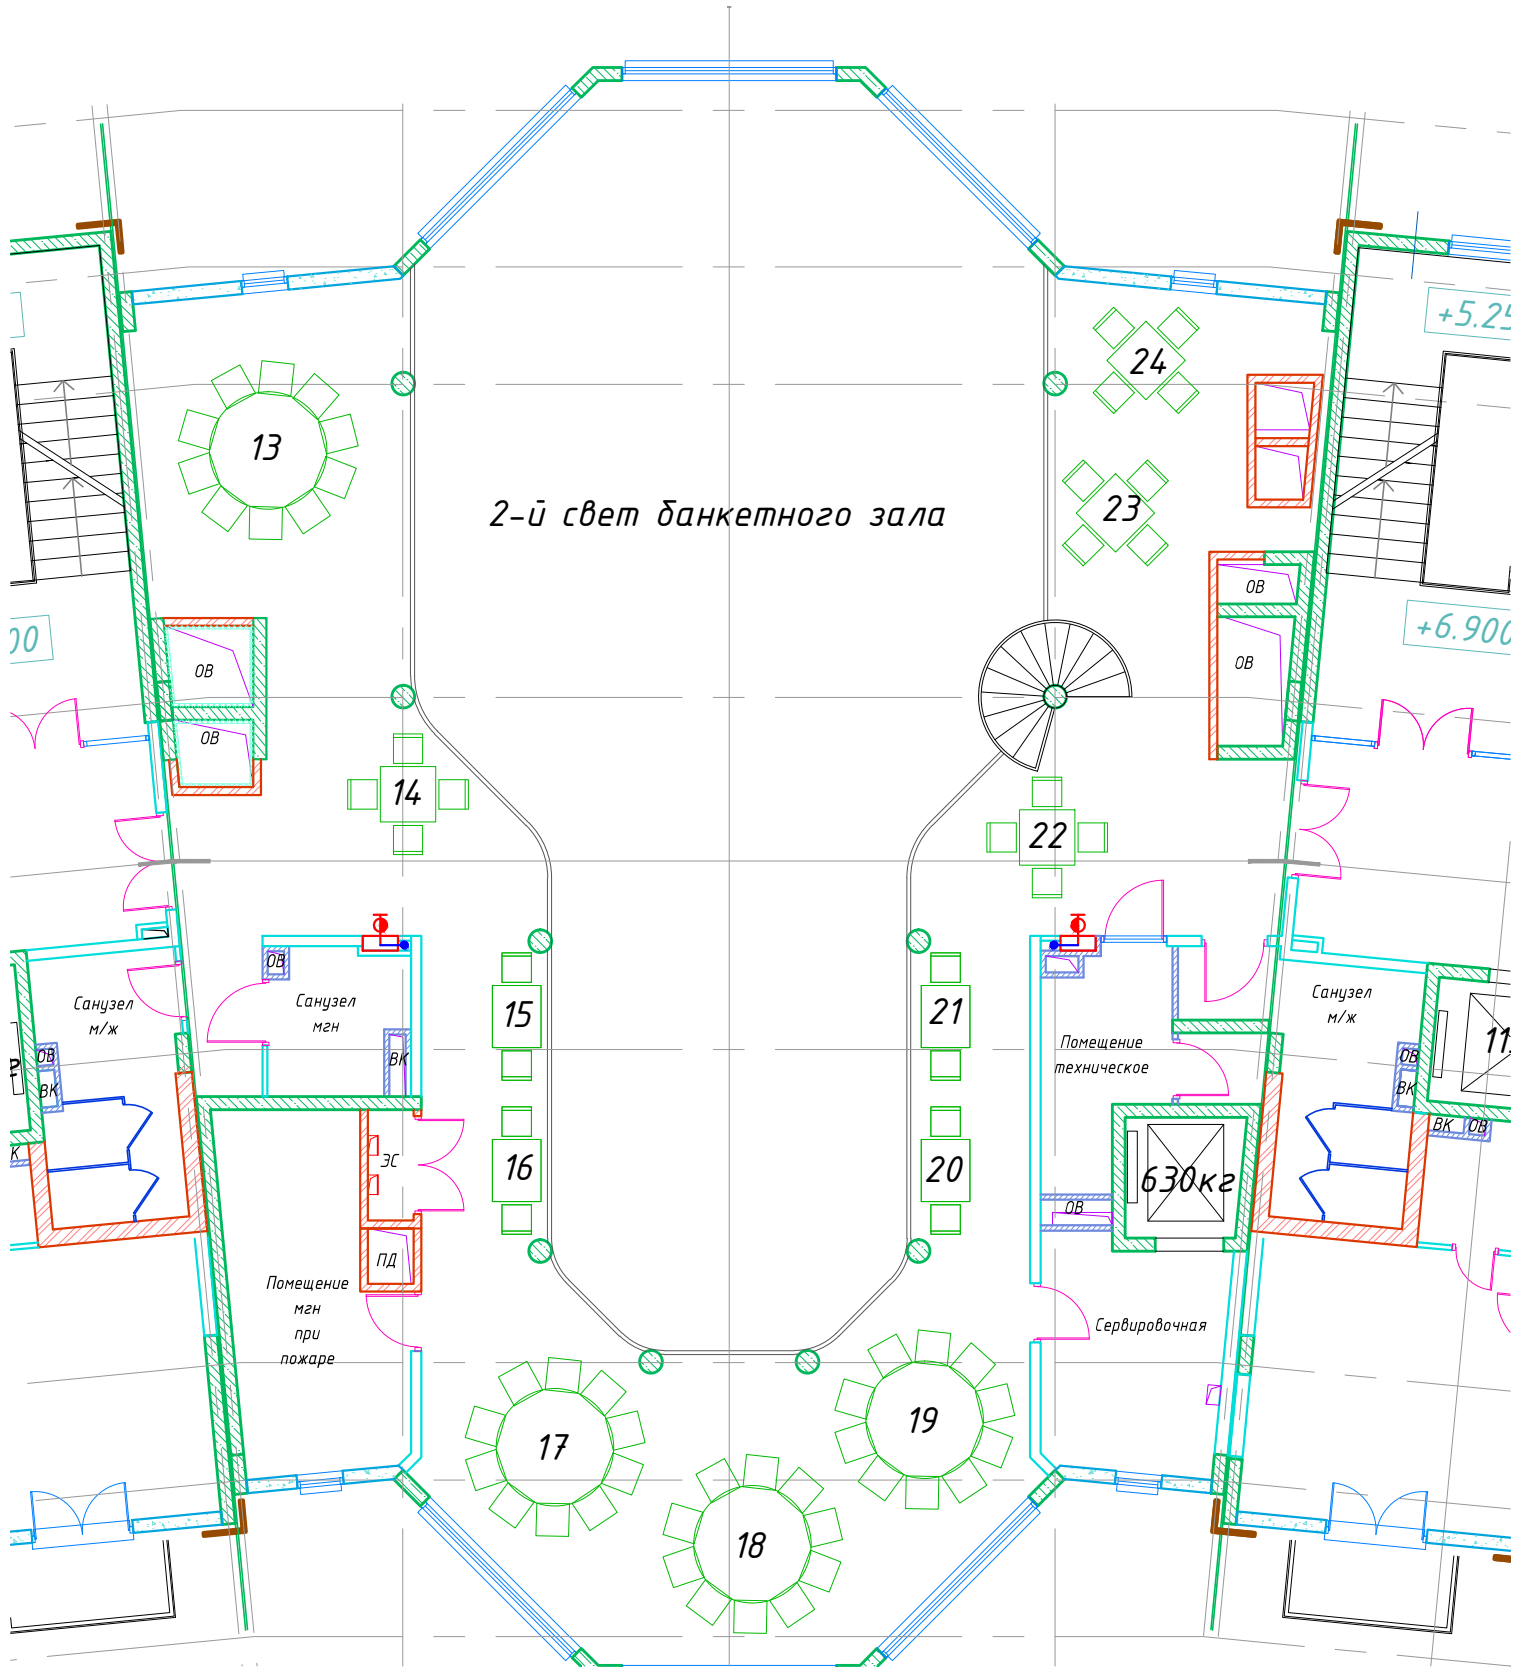 +5.25
24
13
23
2-й свет банкетного зала
ОВ
+6.900
00
ОВ
ОВ
ОВ
14
22
ОВ
Санузел
м/ж
Санузел
мгн
15
21
Санузел
м/ж
Помещение
техническое
11
ОВ
ВК
ВК
ОВ
ВК
ВК
ОВ
К
ЭС
16
20
630кг
ОВ
ПД
Помещение
мгн
при
пожаре
Сервировочная
17
19
18